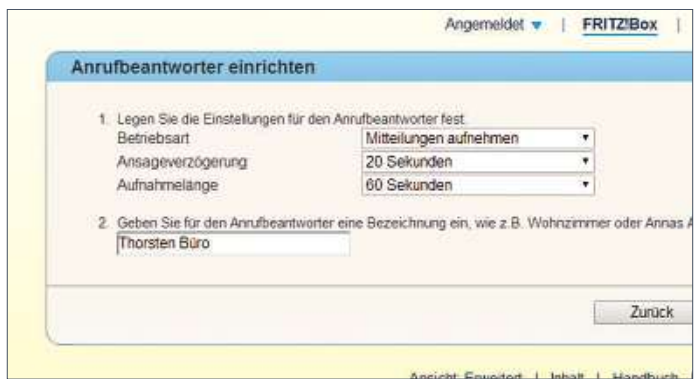 Angemeldet | FRITZ!Box |
Anrufbeantworter einrichten
1. Legen Sie die Einstellungen für den Anrufbeantworter fest.
Betriebsart Mitteilungen aufnehmen
Ansageverzögerung 20 Sekunden
Aufnahmelänge 60 Sekunden
2. Geben Sie für den Anrufbeantworter eine Bezeichnung ein, wie z.B. Wohnzimmer oder Annas A
Thorsten Büro
Zurück
Ansicht: Erweitert | Inhalt | Handbuch